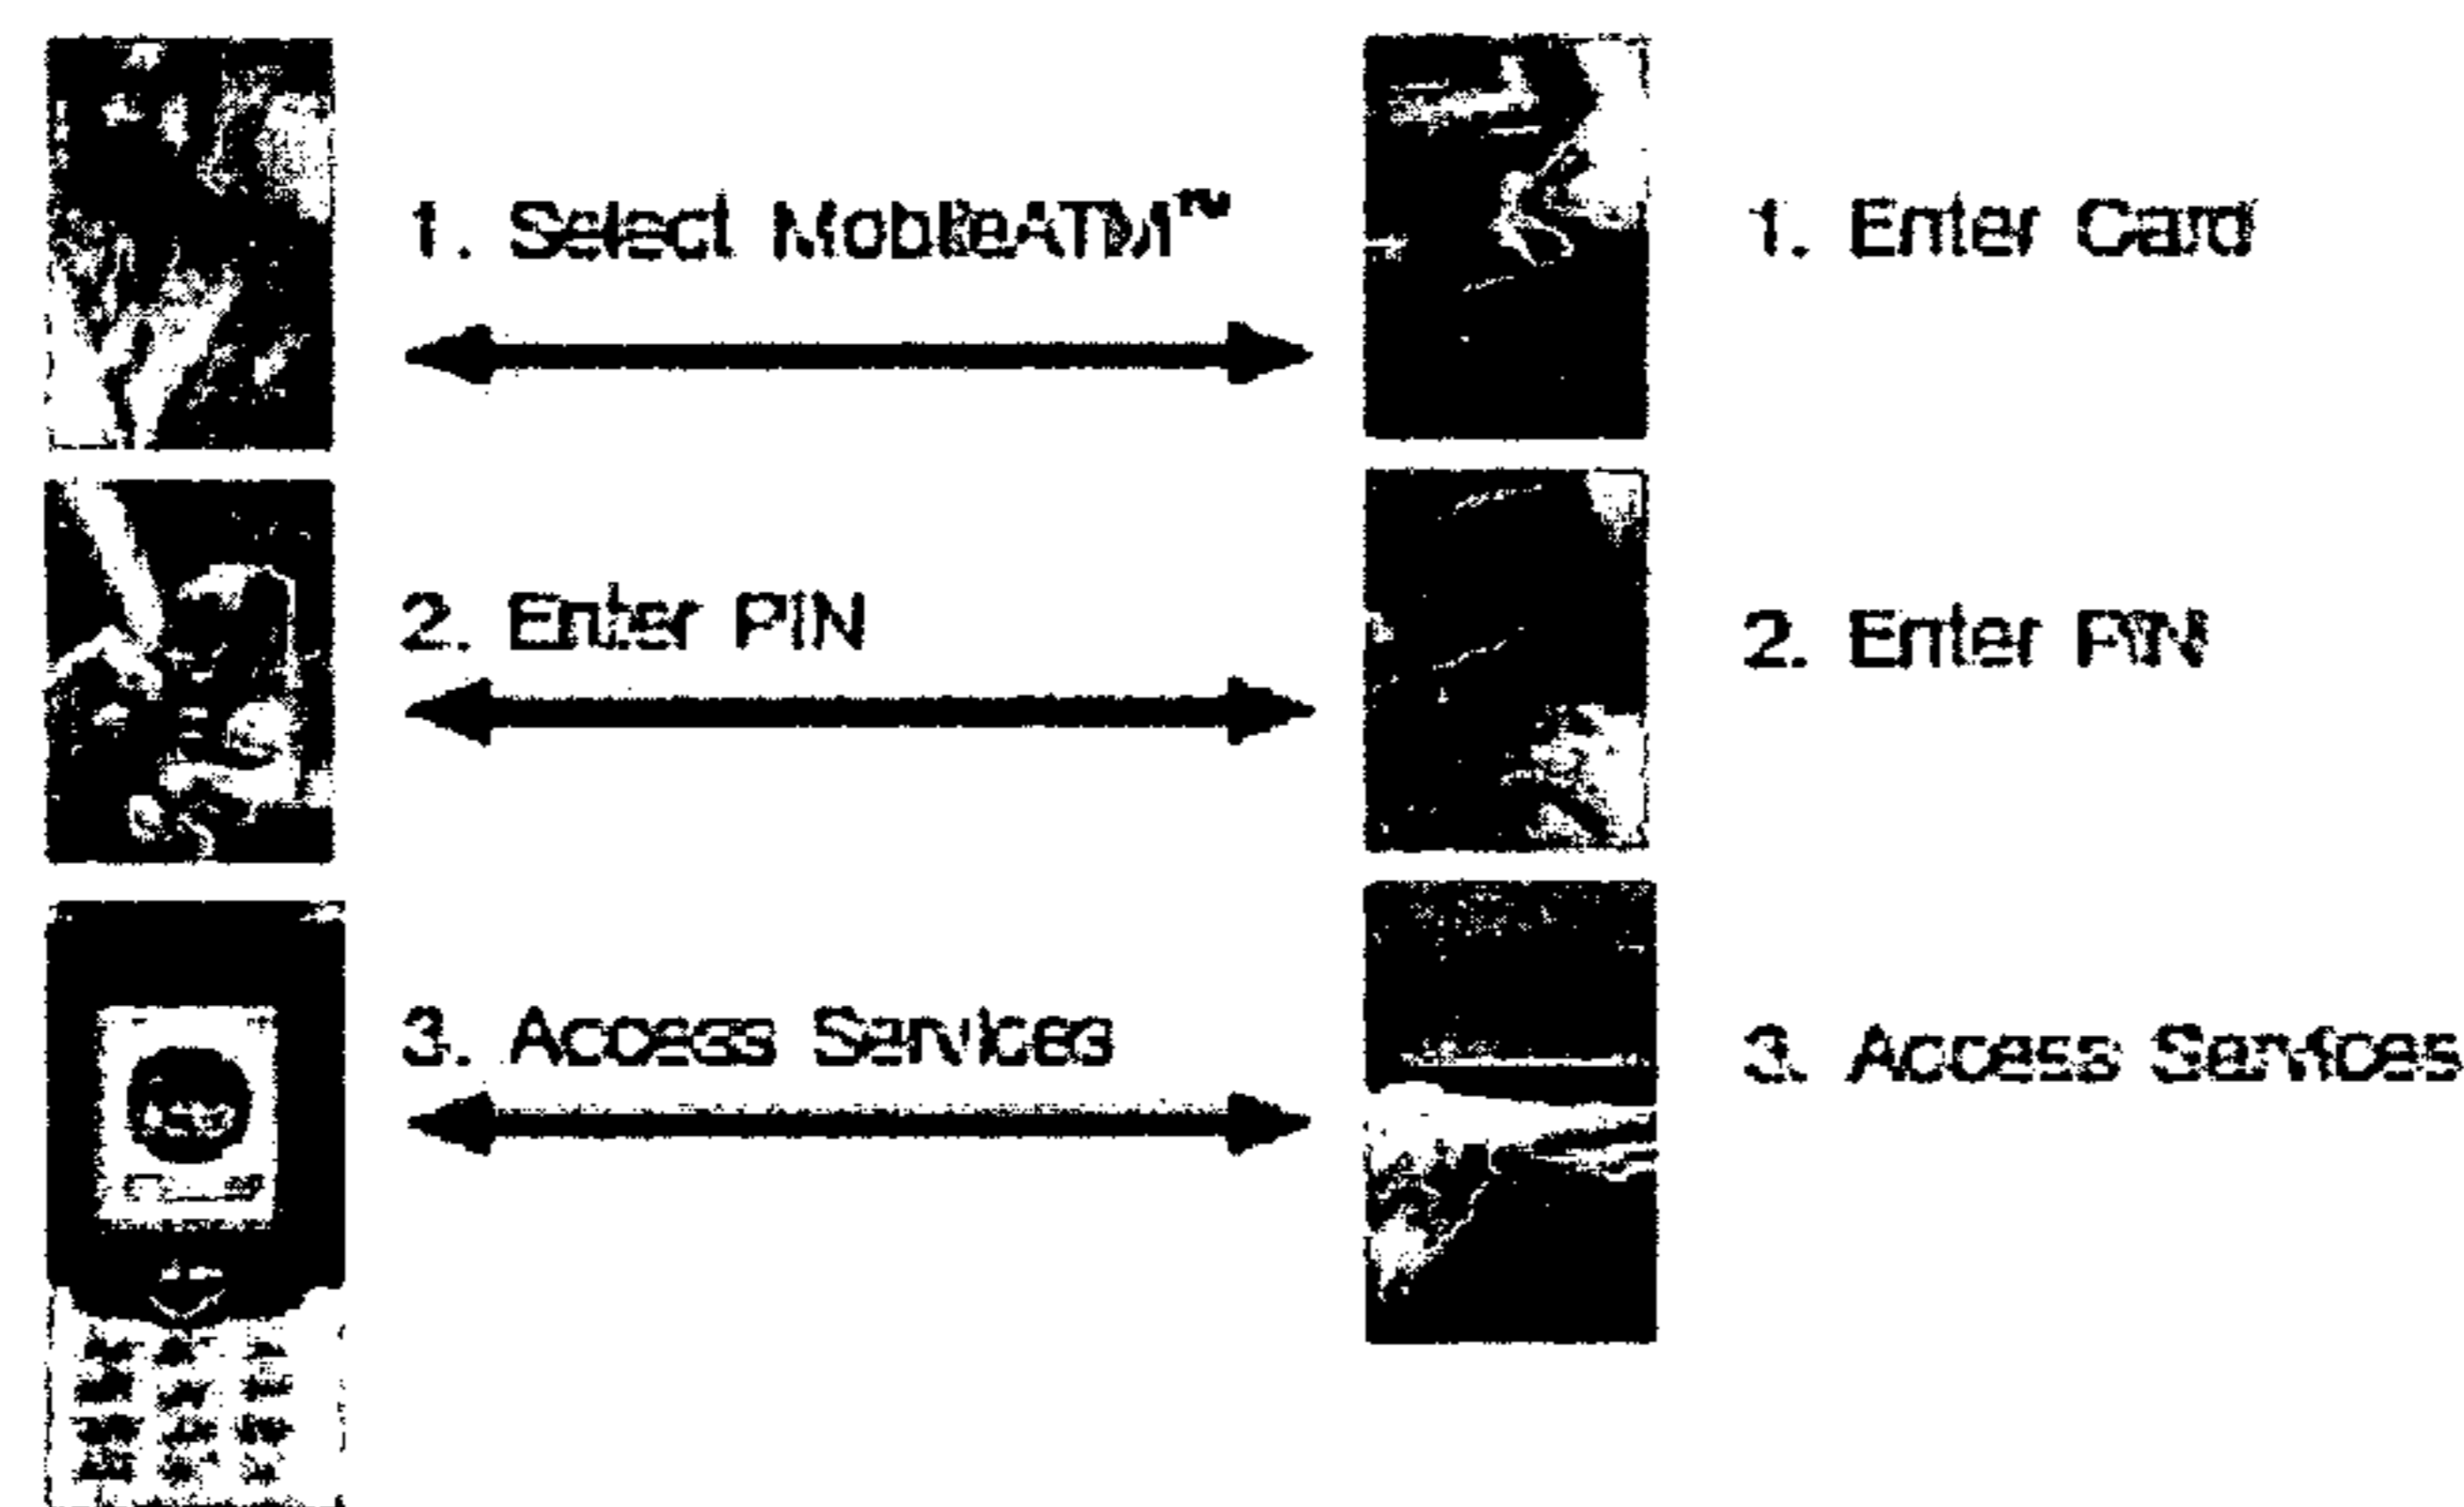 1. Select MobileATM™
1. Enter Card
2. Enter PIN
2. Enter PIN
3. Access Services
3. Access Services